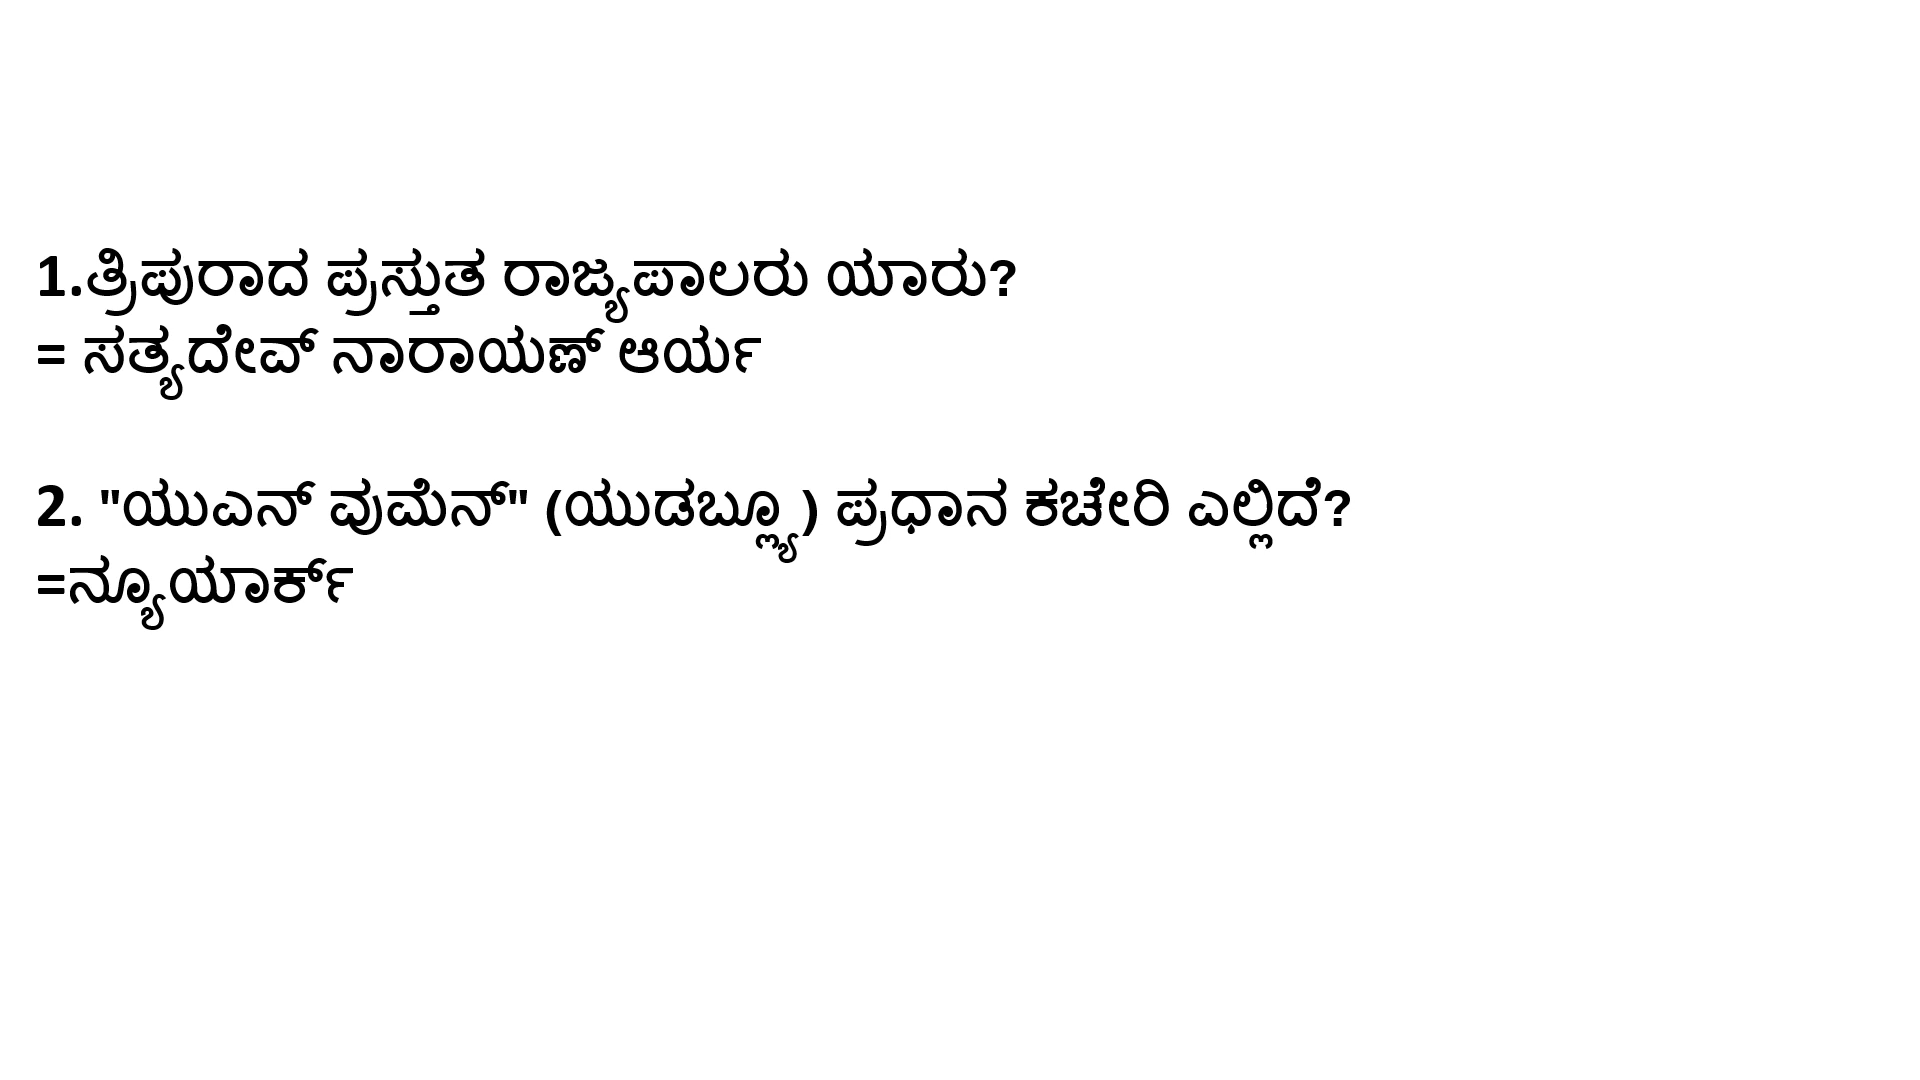 1.ತ್ರಿಪುರಾದ ಪ್ರಸ್ತುತ ರಾಜ್ಯಪಾಲರು ಯಾರು?
= ಸತ್ಯದೇವ್ ನಾರಾಯಣ್ ಆರ್ಯ
2. "ಯುಎನ್ ವುಮೆನ್" (ಯುಡಬ್ಲ್ಯೂ) ಪ್ರಧಾನ ಕಚೇರಿ ಎಲ್ಲಿದೆ?
=ನ್ಯೂಯಾರ್ಕ್